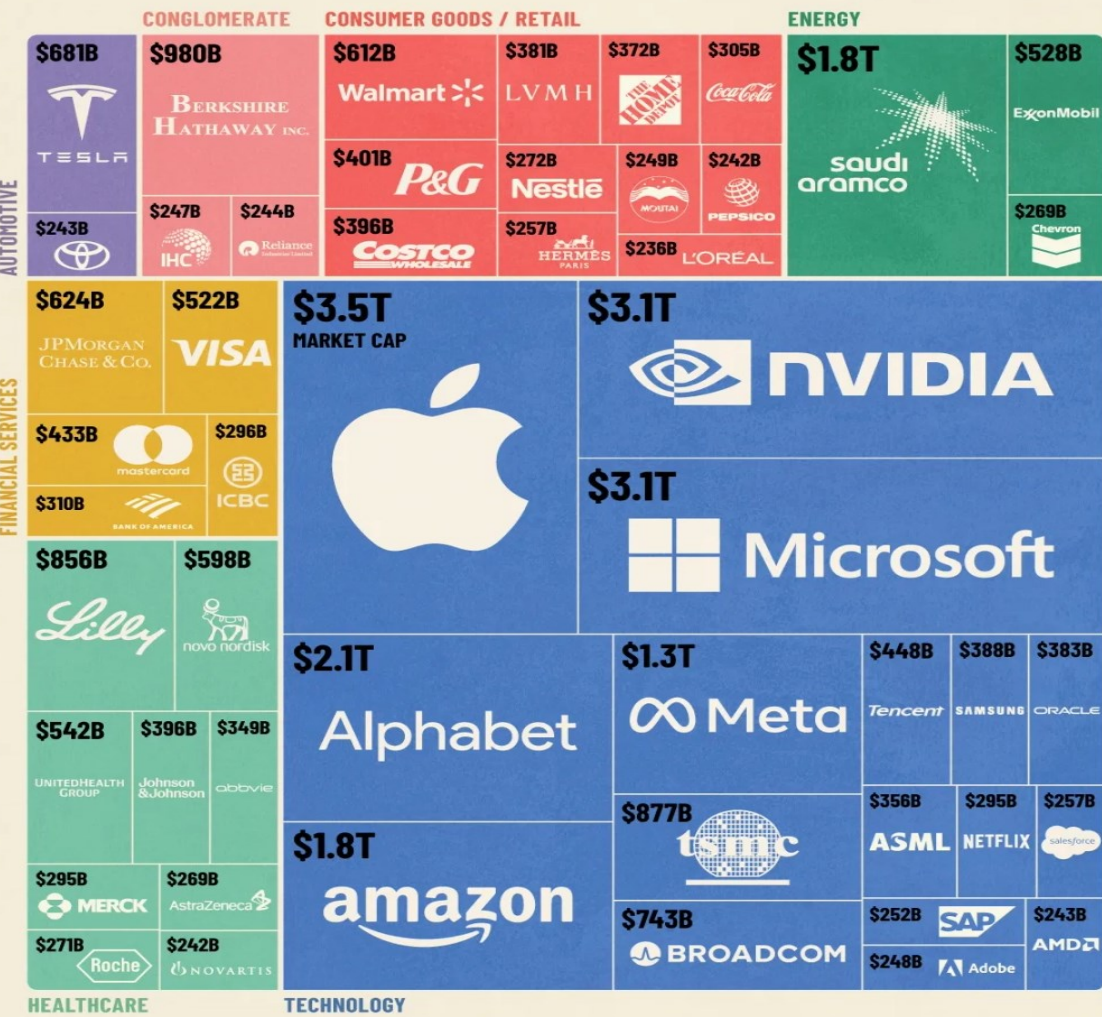 CONGLOMERATE
CONSUMER GOODS / RETAIL
ENERGY
AUTOMOTIVE
$681B
TESLA
$243B
$980B
BERKSHIRE
HATHAWAY INC.
$247B
IHC
$244B
Reliance
Industries Limited
$612B
Walmart
$401B
P&G
$396B
COSTCO
WHOLESALE
$381B
LVMH
$372B
THE
HOME
DEPOT
$305B
Coca-Cola
$272B
Nestlé
$249B
MOUTAI
$242B
PEPSICO
$257B
HERMÈS
PARIS
$236B
L'ORÉAL
$1.8T
saudi
aramco
$528B
ExxonMobil
$269B
Chevron
FINANCIAL SERVICES
$624B
JPMORGAN
CHASE & CO.
$522B
VISA
$433B
mastercard
$310B
BANK OF AMERICA
$296B
ICBC
$856B
Lilly
$598B
novo nordisk
$542B
UNITEDHEALTH
GROUP
$396B
Johnson
&Johnson
$349B
abbvie
$295B
MERCK
$269B
AstraZeneca
$271B
Roche
$242B
NOVARTIS
HEALTHCARE
$3.5T
MARKET CAP
$3.1T
NVIDIA
$3.1T
Microsoft
$2.1T
Alphabet
$1.8T
amazon
$1.3T
Meta
$877B
tsmc
$743B
BROADCOM
$448B
Tencent
$388B
SAMSUNG
$383B
ORACLE
$356B
ASML
$295B
NETFLIX
$257B
salesforce
$252B
SAP
$248B
Adobe
$243B
AMD
TECHNOLOGY